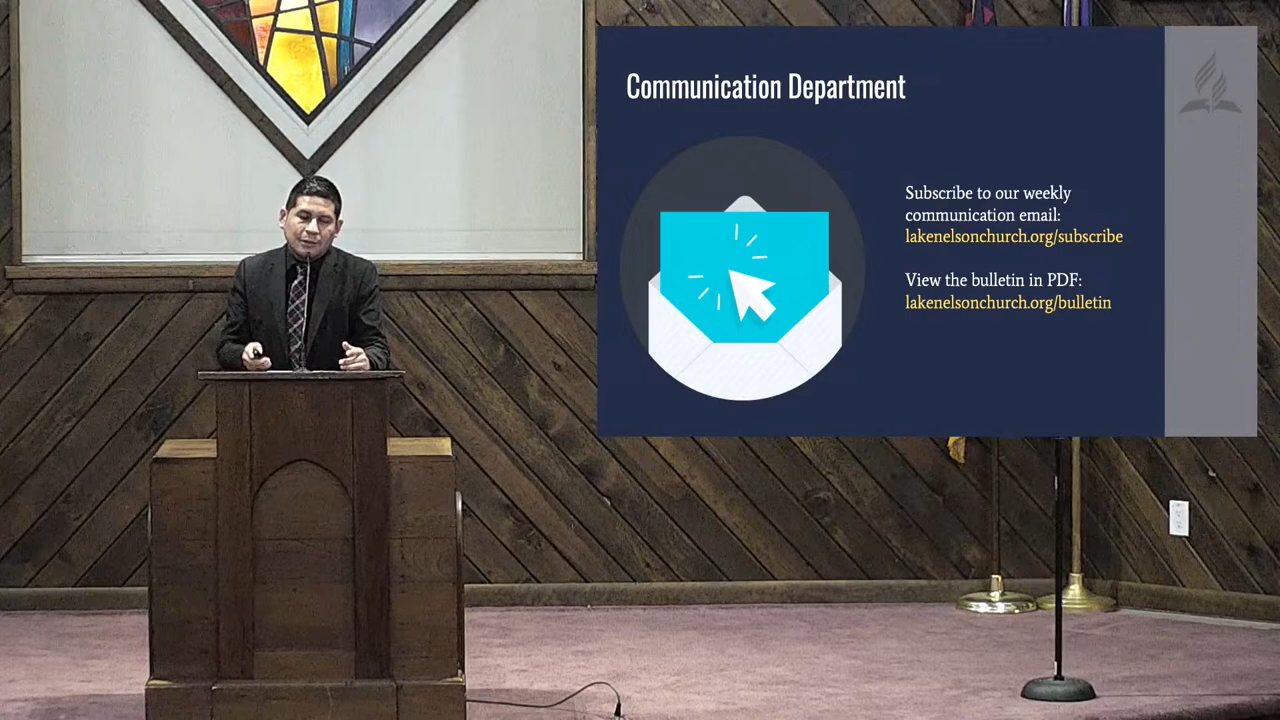 Communication Department
Subscribe to our weekly
communication email:
lakenelsonchurch.org/subscribe
View the bulletin in PDF:
lakenelsonchurch.org/bulletin